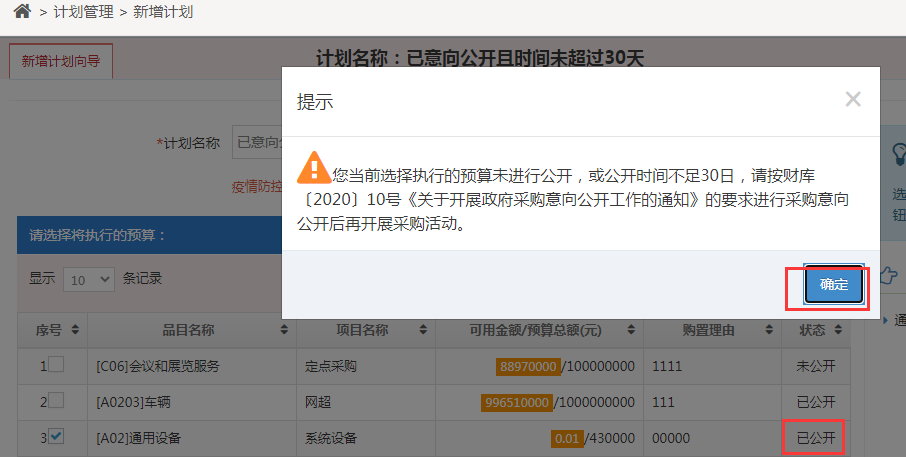 > 计划管理 > 新增计划
新增计划向导
计划名称：已意向公开且时间未超过30天
提示
×
*计划名称 已意向公
您当前选择执行的预算未进行公开，或公开时间不足30日，请按财库
〔2020〕10号《关于开展政府采购意向公开工作的通知》的要求进行采购意向
公开后再开展采购活动。
疫情防控
选
钮
请选择将执行的预算：
显示 10 条记录
确定
序号 品目名称 项目名称 可用金额/预算总额(元) 购置理由 状态
通
1 [C06]会议和展览服务 定点采购 88970000/100000000 1111 未公开
2 [A0203]车辆 网超 996510000/1000000000 111 已公开
3 [A02]通用设备 系统设备 0.01/430000 00000 已公开